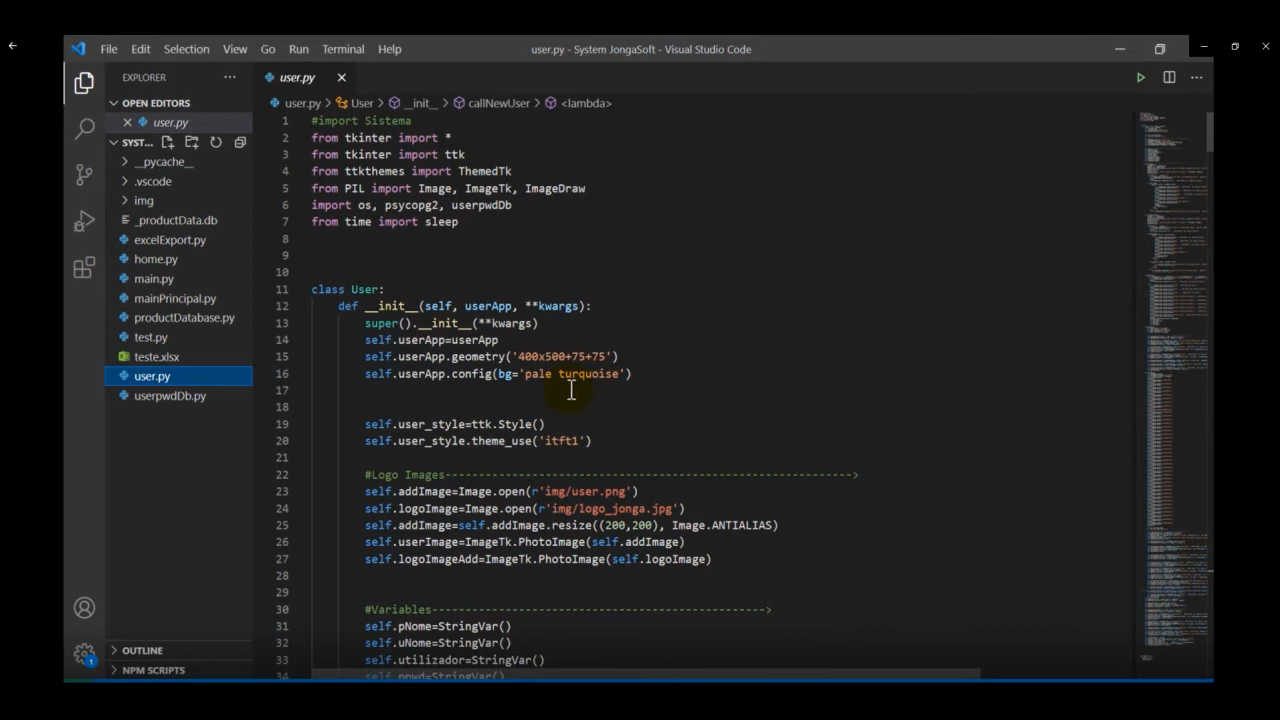 File Edit Selection View Go Run Terminal Help
user.py - System JongaSoft - Visual Studio Code
EXPLORER
user.py
OPEN EDITORS
user.py
SYST...
__pycache__
.vscode
img
_productData.db
excelExport.py
home.py
main.py
mainPrincipal.py
productDatabase.py
test.py
teste.xlsx
user.py
userpwdDb.py
OUTLINE
NPM SCRIPTS
1
user.py > User > __init__ > callNewUser > <lambda>
1 #import Sistema
2 from tkinter import *
3 from tkinter import ttk
4 from ttkthemes import ThemedTk
5 from PIL import Image, ImageTk, ImageDraw
6 import os, psycopg2,
7 from time import sleep
8
9
10
11 class User:
12 def __init__(self, **kwargs):
13 super().__init__(**kwargs)
14 self.userApp=
15 self.userApp. '400x500+75+75')
16 self.userApp. 'pale turquoise')
17
18
19 self.user_style ttk.Style()
20 self.user_style.theme_use('itft1')
21
22 #Logo Images----------------------------------------------------------->
23 self.addImage=Image.open(r'img/user.png')
24 self.logoImage=Image.open(r'img/logo_jonga.jpg')
25 self.addImage=self.addImage.resize((200,200), Image.ANTIALIAS)
26 self.userImage=ImageTk.PhotoImage(self.addImage)
27 self.logoImage=ImageTk.PhotoImage(self.logoImage)
28
29
30 #Variables-------------------------------------------------->
31 self.pNome=StringVar()
32 self.uNome=StringVar ()
33 self.utilizador=StringVar()
34 self.npwd=StringVar()